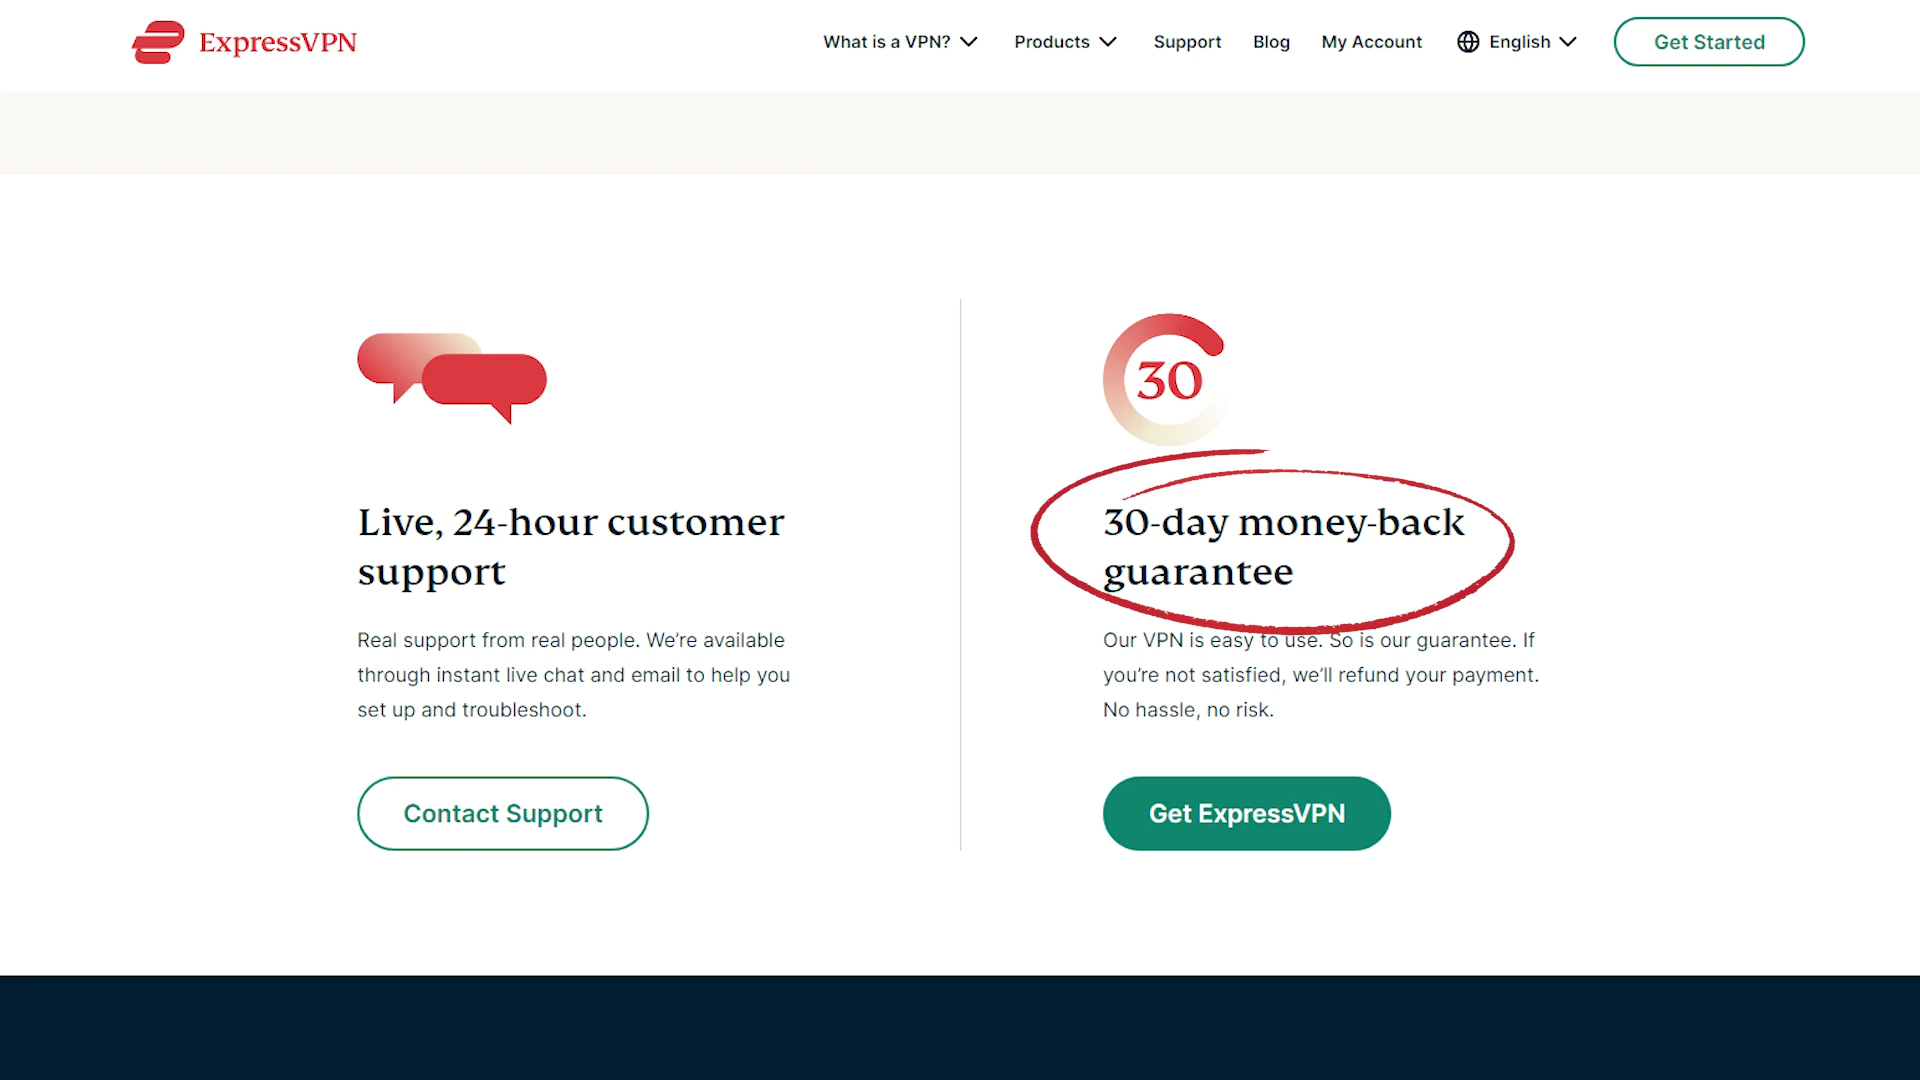 ExpressVPN
What is a VPN?
Products
Support
Blog
My Account
English
Get Started
Live, 24-hour customer
support
Real support from real people. We’re available
through instant live chat and email to help you
set up and troubleshoot.
Contact Support
30
30-day money-back
guarantee
Our VPN is easy to use. So is our guarantee. If
you’re not satisfied, we’ll refund your payment.
No hassle, no risk.
Get ExpressVPN